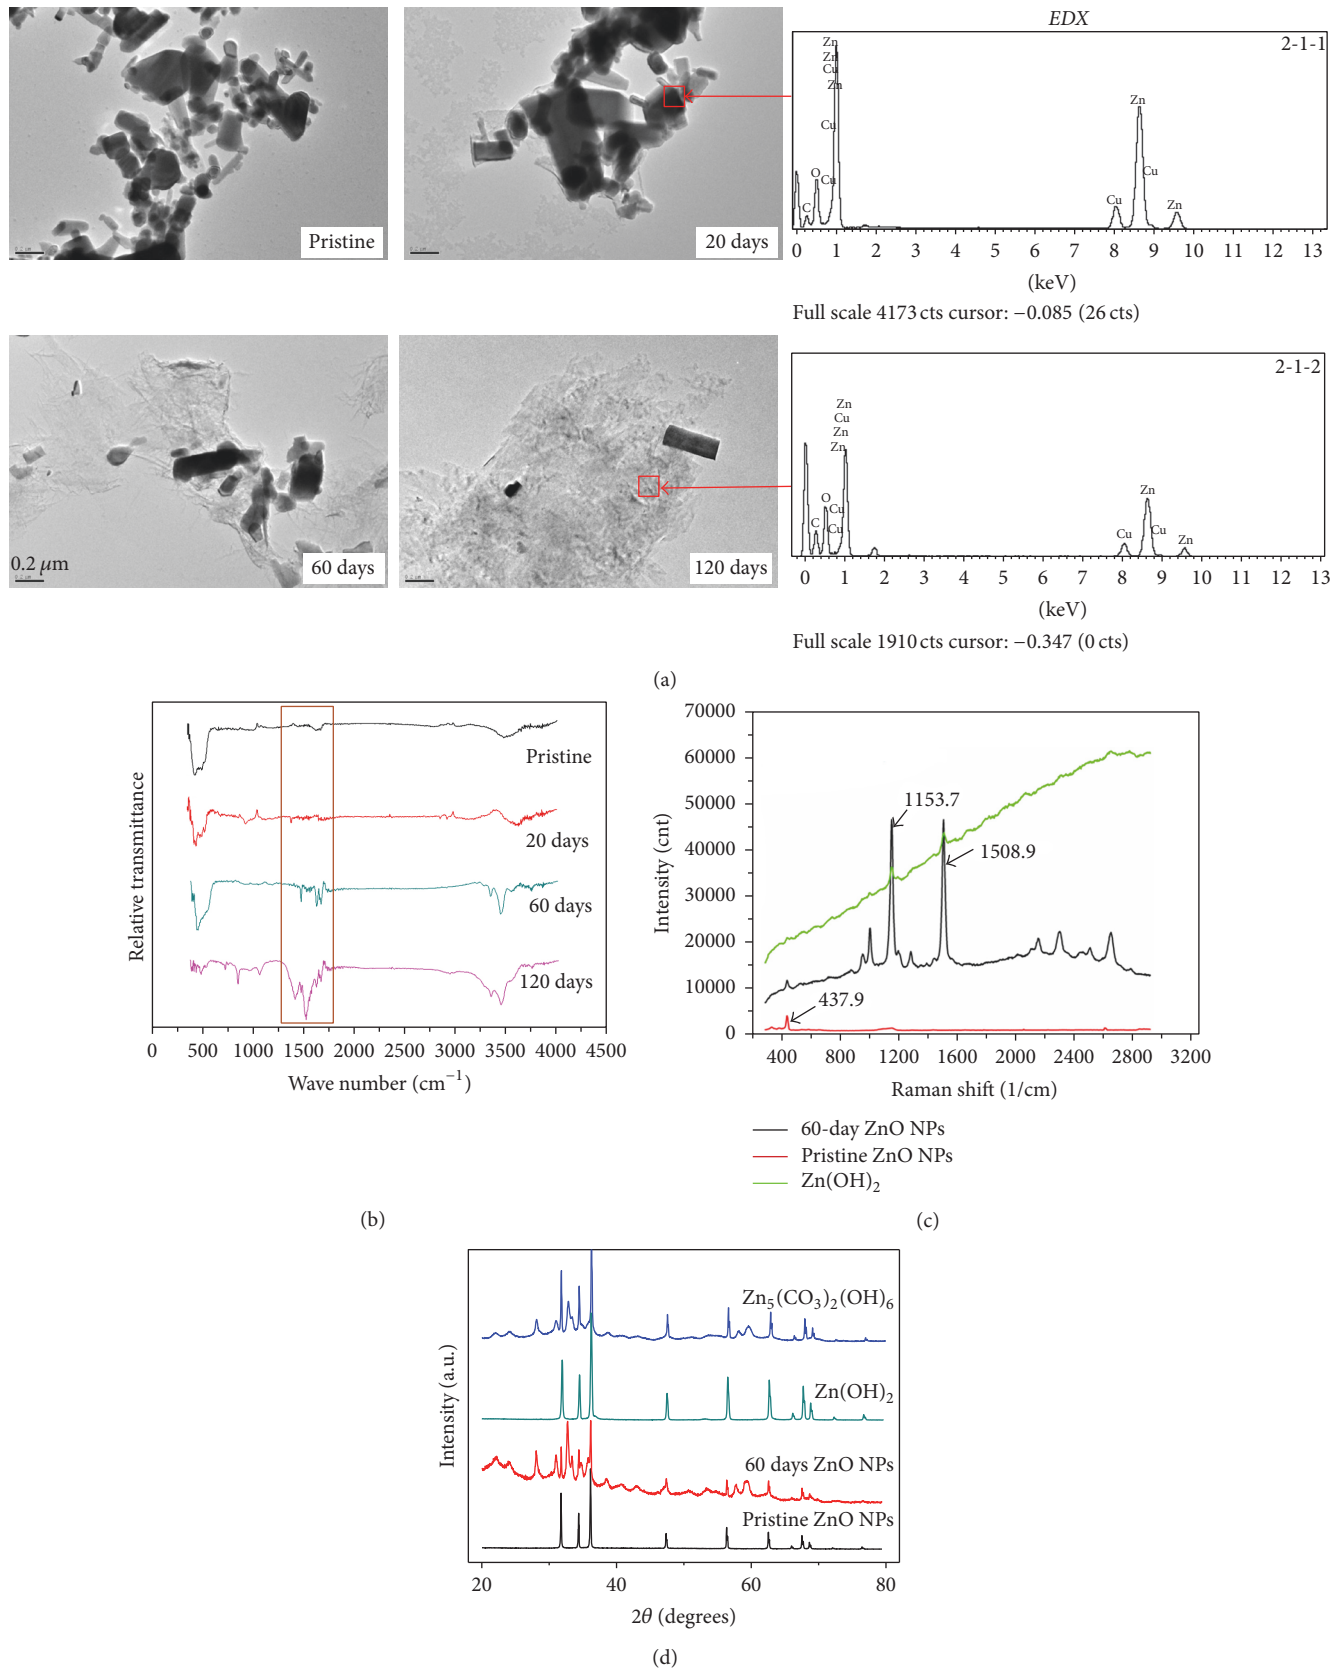 EDX
2-1-1
Zn
Zn
Cu
Zn
Cu
O
Cu
C
Zn
Cu
Cu
Zn
0 1 2 3 4 5 6 7 8 9 10 11 12 13
(keV)
Full scale 4173 cts cursor: −0.085 (26 cts)
Pristine
20 days
2-1-2
Zn
Cu
Zn
Zn
O
Cu
C
Cu
Zn
Cu
Cu
Zn
0 1 2 3 4 5 6 7 8 9 10 11 12 13
(keV)
Full scale 1910 cts cursor: −0.347 (0 cts)
0.2 μm
60 days
120 days
(a)
Relative transmittance
Pristine
20 days
60 days
120 days
0 500 1000 1500 2000 2500 3000 3500 4000 4500
Wave number (cm⁻¹)
(b)
Intensity (cnt)
70000
60000
50000
40000
30000
20000
10000
0
1153.7
1508.9
437.9
400 800 1200 1600 2000 2400 2800 3200
Raman shift (1/cm)
60-day ZnO NPs
Pristine ZnO NPs
Zn(OH)₂
(c)
Intensity (a.u.)
Zn₅(CO₃)₂(OH)₆
Zn(OH)₂
60 days ZnO NPs
Pristine ZnO NPs
20 40 60 80
2θ (degrees)
(d)